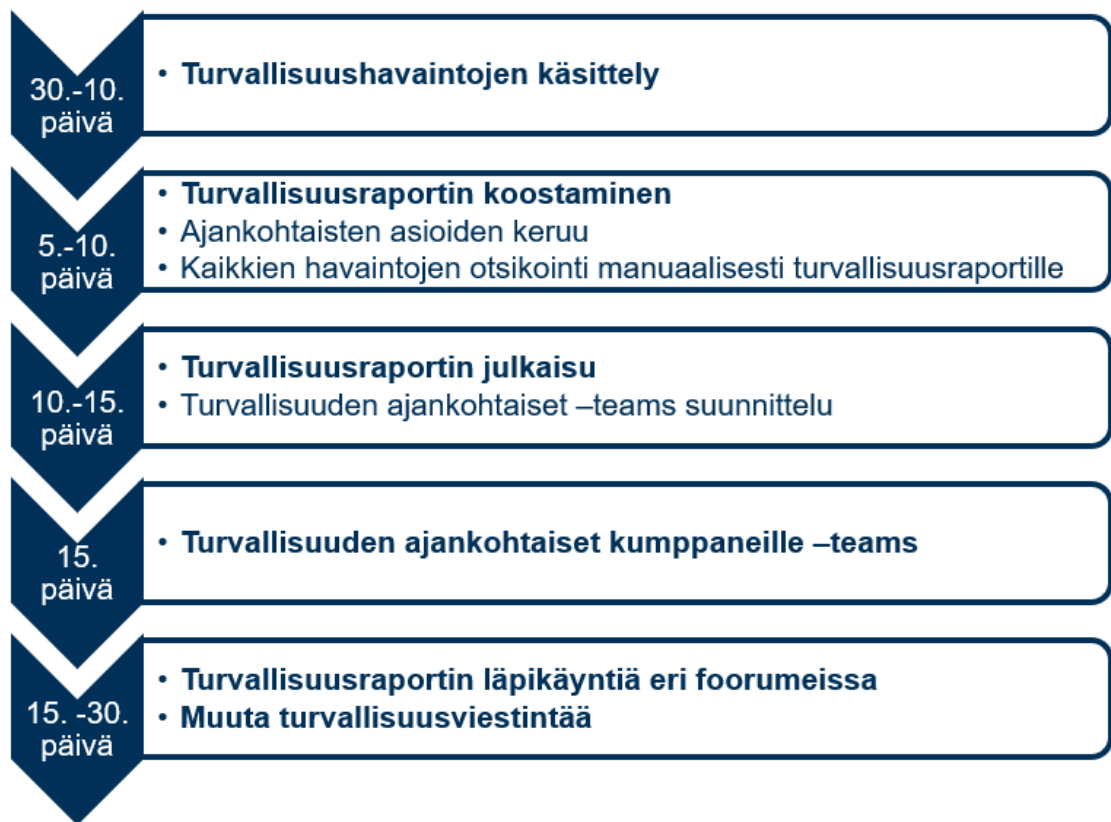 30.-10.
päivä
• Turvallisuushavaintojen käsittely
5.-10.
päivä
• Turvallisuusraportin koostaminen
• Ajankohtaisten asioiden keruu
• Kaikkien havaintojen otsikointi manuaalisesti turvallisuusraportille
10.-15.
päivä
• Turvallisuusraportin julkaisu
• Turvallisuuden ajankohtaiset –teams suunnittelu
15.
päivä
• Turvallisuuden ajankohtaiset kumppaneille –teams
15. -30.
päivä
• Turvallisuusraportin läpikäyntiä eri foorumeissa
• Muuta turvallisuusviestintää